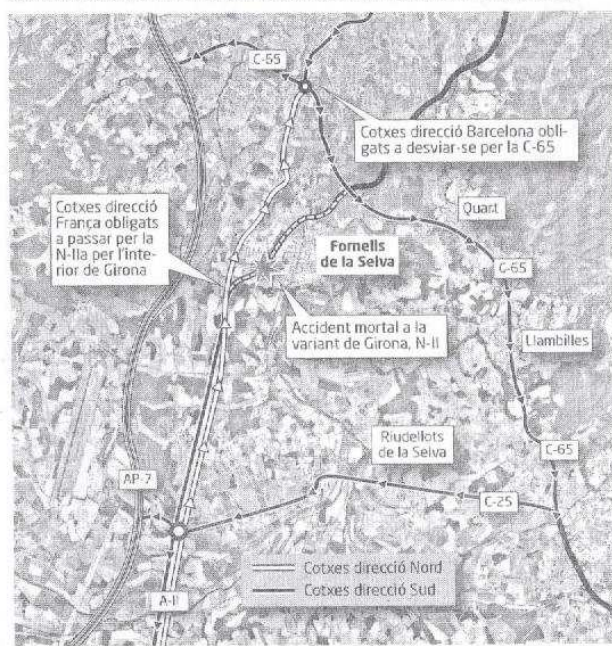 C-65
Cotxes direcció Barcelona obli-
gats a desviar-se per la C-65
Quart
Cotxes direcció
França obligats
a passar per la
N-IIa per l'inte-
rior de Girona
Fornells
de la Selva
C-65
Accident mortal a la
variant de Girona, N-II
Llambilles
Riudellots
de la Selva
C-65
AP-7
C-25
Cotxes direcció Nord
Cotxes direcció Sud
A-II